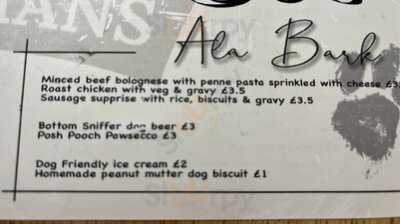 Ala Bark
Minced beef bolognese with penne pasta sprinkled with cheese £3
Roast chicken with veg & gravy £3.5
Sausage supprise with rice, biscuits & gravy £3.5
Bottom Sniffer dog beer £3
Posh Pooch Pawsecco £3
Dog Friendly ice cream £2
Homemade peanut mutter dog biscuit £1